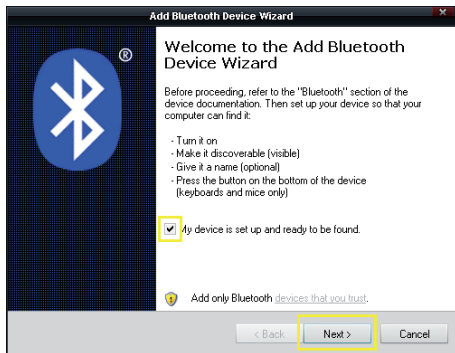 Add Bluetooth Device Wizard
®
Welcome to the Add Bluetooth
Device Wizard
Before proceeding, refer to the "Bluetooth" section of the
device documentation. Then set up your device so that your
computer can find it:
- Turn it on
- Make it discoverable (visible)
- Give it a name (optional)
- Press the button on the bottom of the device
(keyboards and mice only)
My device is set up and ready to be found.
Add only Bluetooth devices that you trust.
< Back Next > Cancel